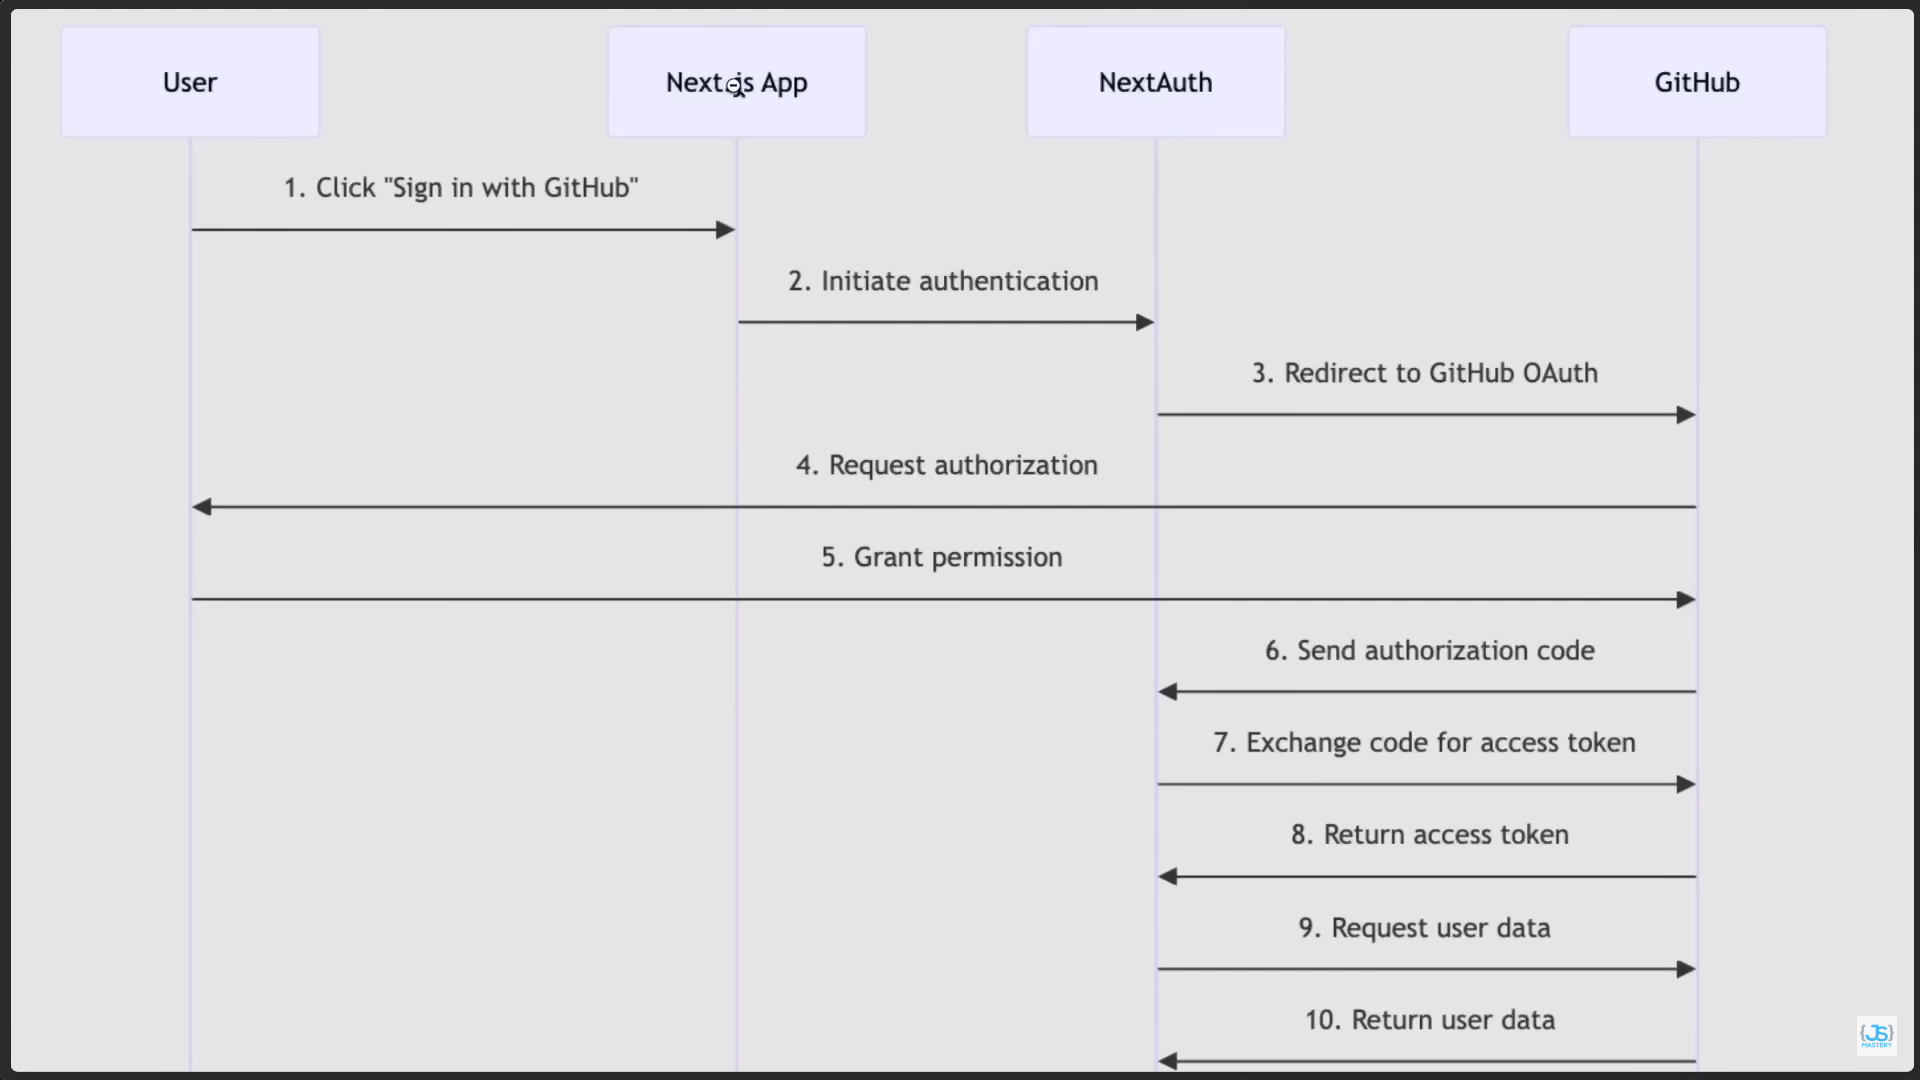 User
Next.js App
NextAuth
GitHub
1. Click "Sign in with GitHub"
2. Initiate authentication
3. Redirect to GitHub OAuth
4. Request authorization
5. Grant permission
6. Send authorization code
7. Exchange code for access token
8. Return access token
9. Request user data
10. Return user data
{JS}
MASTERY